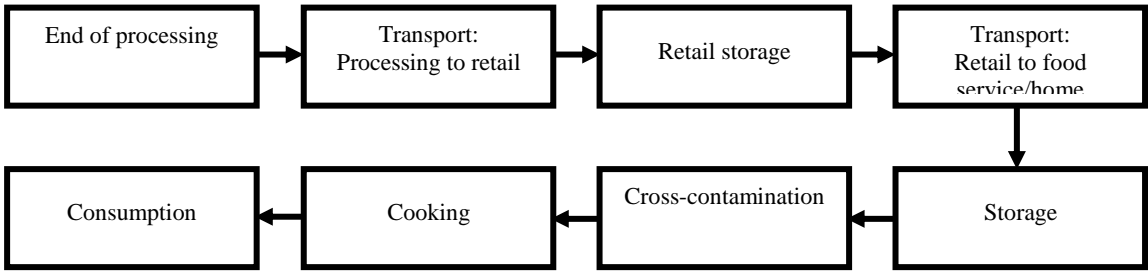 End of processing
Transport:
Processing to retail
Retail storage
Transport:
Retail to food
service/home
Storage
Cross-contamination
Cooking
Consumption